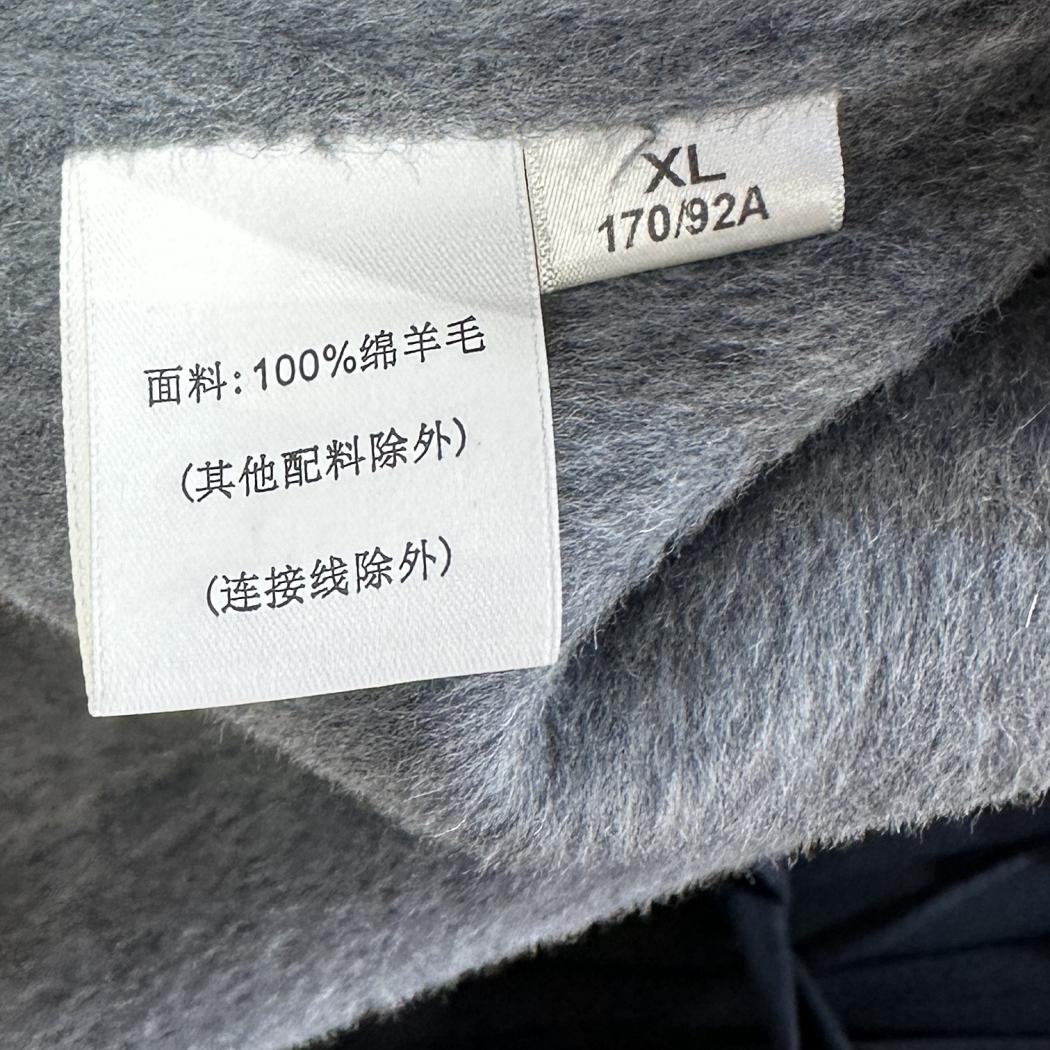 XL
170/92A
面料:100%绵羊毛
(其他配料除外)
(连接线除外)